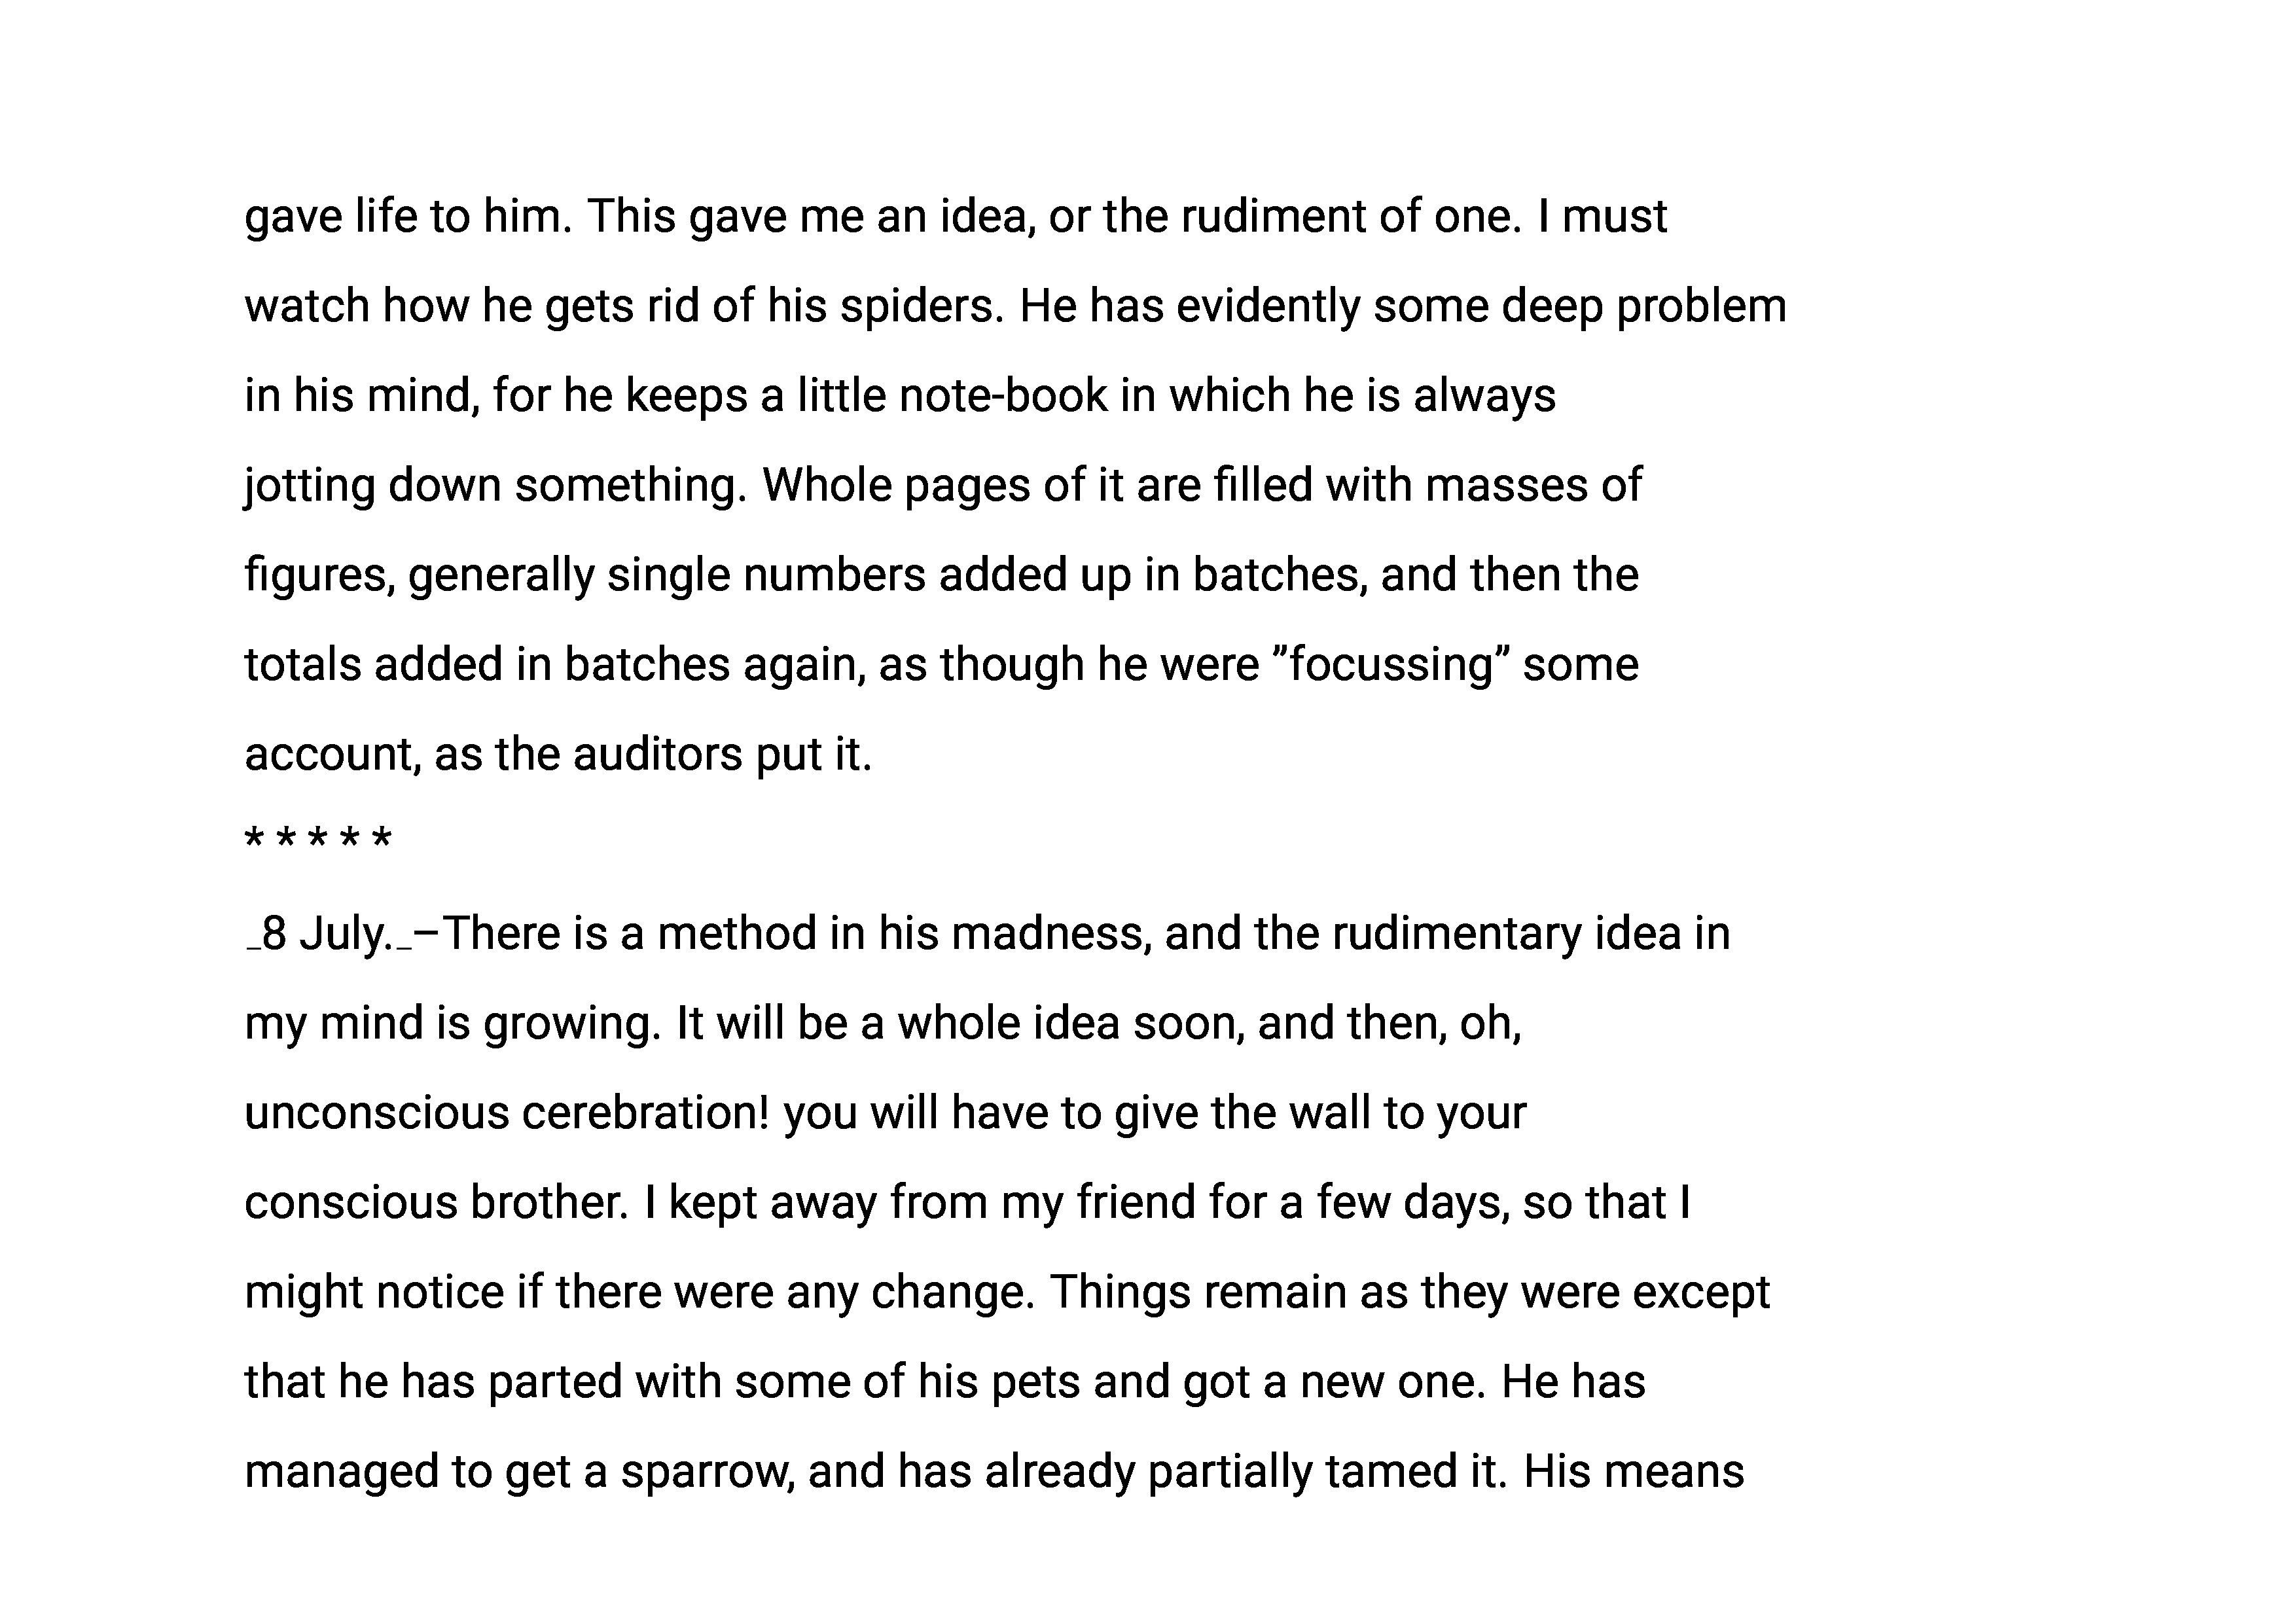 gave life to him. This gave me an idea, or the rudiment of one. I must
watch how he gets rid of his spiders. He has evidently some deep problem
in his mind, for he keeps a little note-book in which he is always
jotting down something. Whole pages of it are filled with masses of
figures, generally single numbers added up in batches, and then the
totals added in batches again, as though he were ”focussing” some
account, as the auditors put it.
* * * * *
_8 July._–There is a method in his madness, and the rudimentary idea in
my mind is growing. It will be a whole idea soon, and then, oh,
unconscious cerebration! you will have to give the wall to your
conscious brother. I kept away from my friend for a few days, so that I
might notice if there were any change. Things remain as they were except
that he has parted with some of his pets and got a new one. He has
managed to get a sparrow, and has already partially tamed it. His means